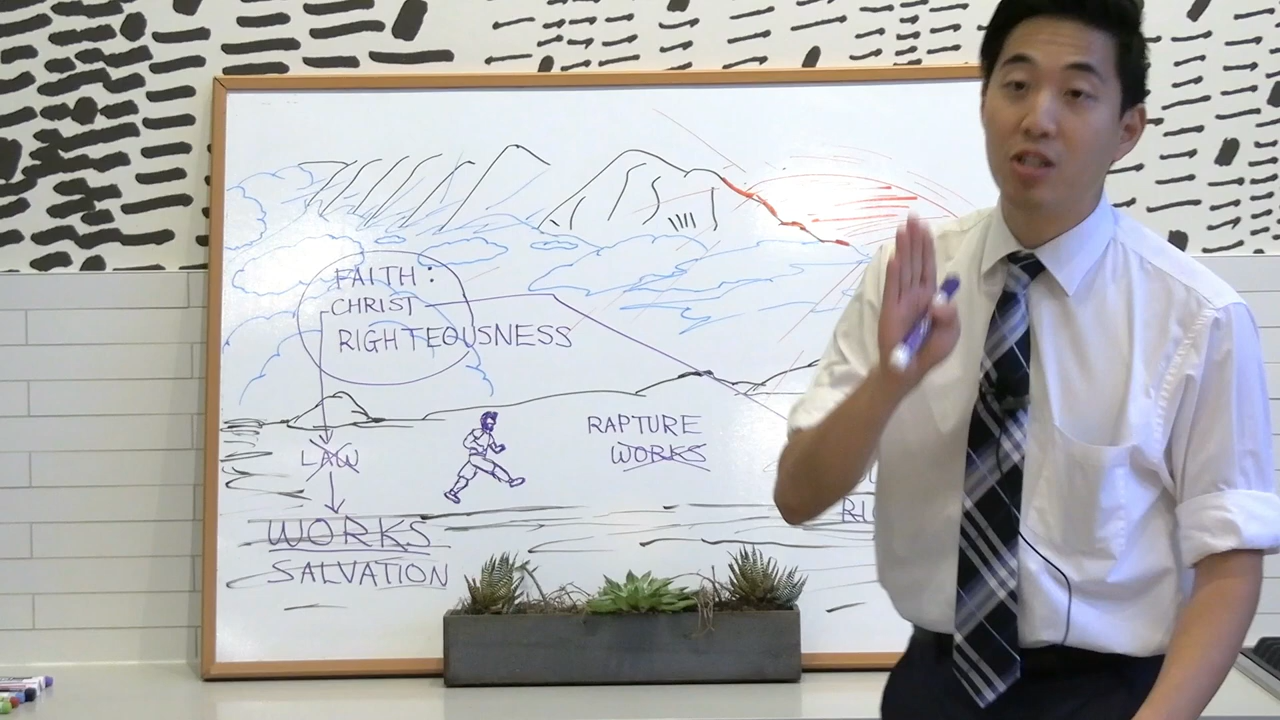 FAITH:
CHRIST
RIGHTEOUSNESS
LAW
WORKS
SALVATION
RAPTURE
WORKS